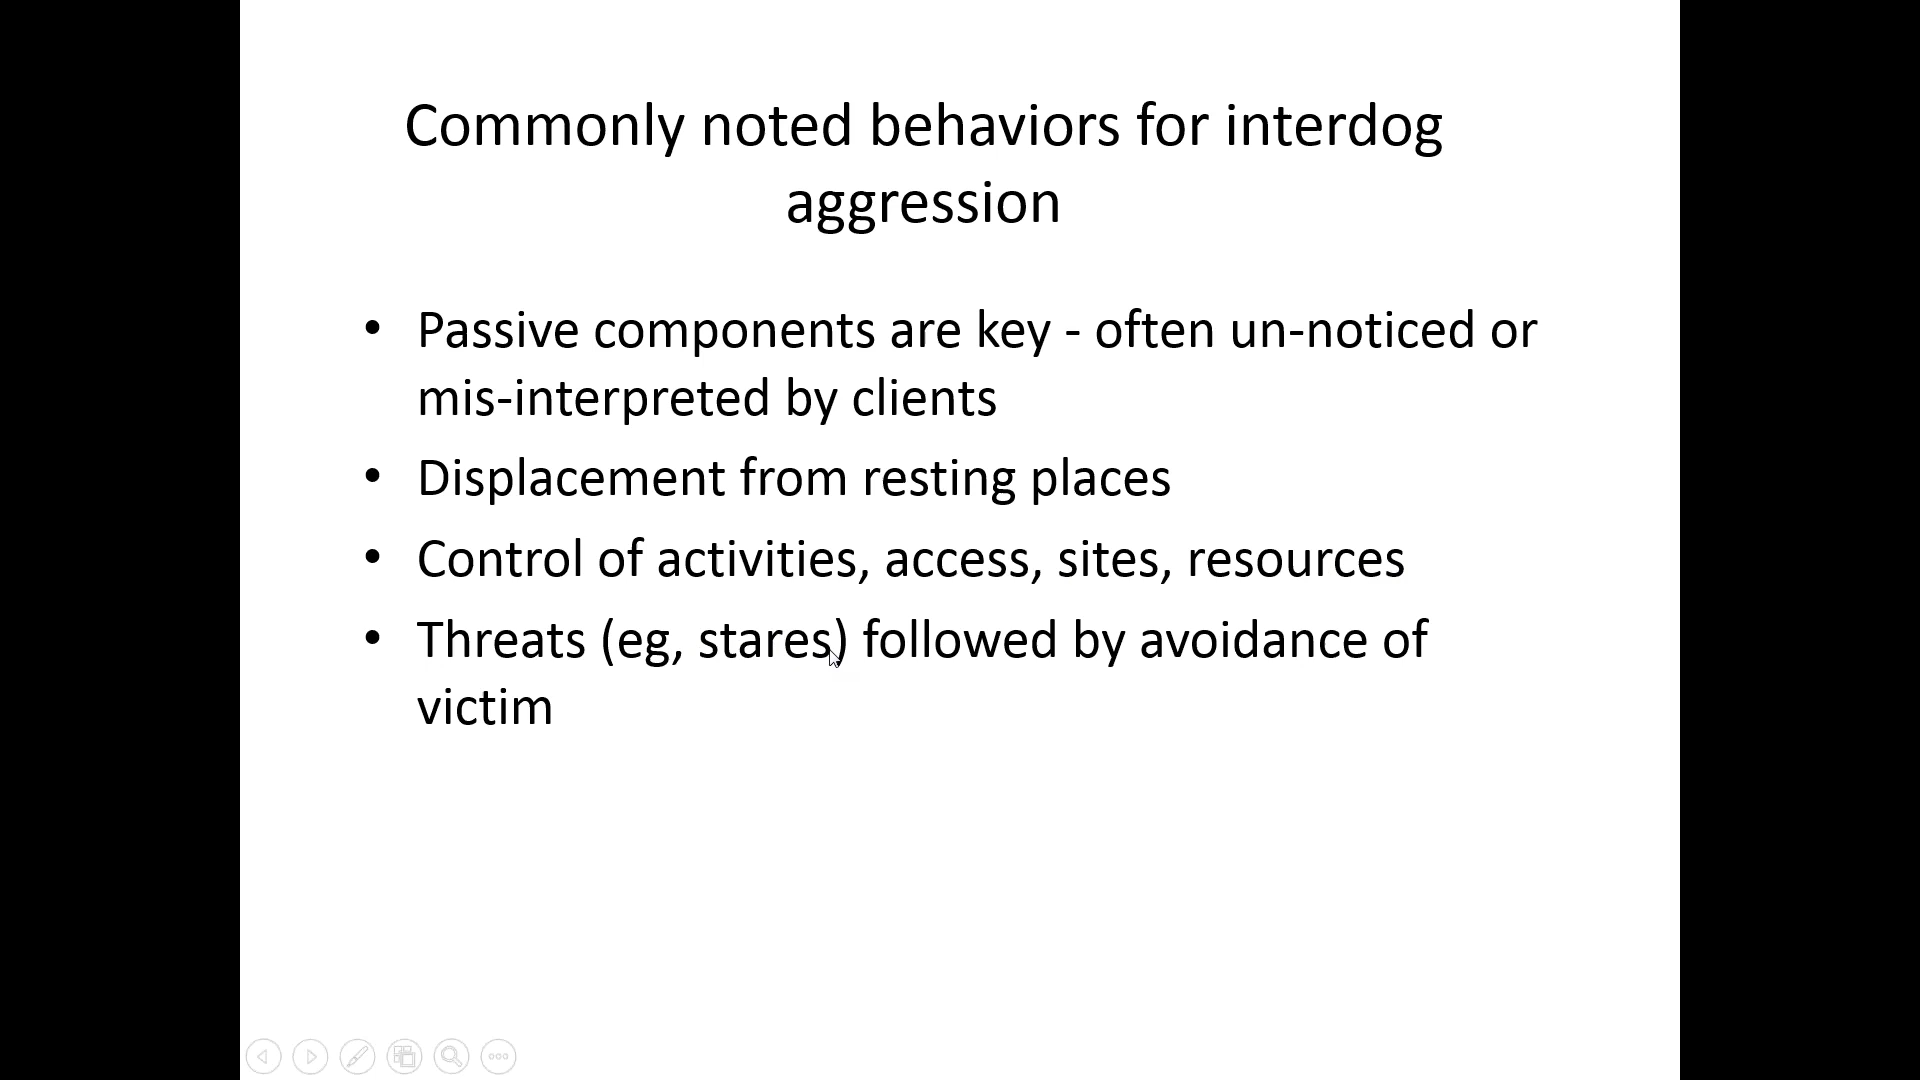 Commonly noted behaviors for interdog
aggression
• Passive components are key - often un-noticed or
mis-interpreted by clients
• Displacement from resting places
• Control of activities, access, sites, resources
• Threats (eg, stares) followed by avoidance of
victim